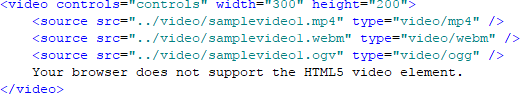 <video controls="controls" width="300" height="200">
<source src="../video/samplevideo1.mp4" type="video/mp4" />
<source src="../video/samplevideo1.webm" type="video/webm" />
<source src="../video/samplevideo1.ogv" type="video/ogg" />
Your browser does not support the HTML5 video element.
</video>